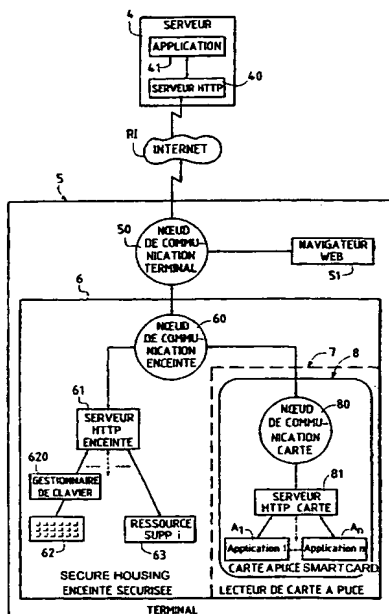 4
SERVEUR
APPLICATION
41
SERVEUR HTTP
40
RI
INTERNET
5
50
NŒUD
DE COMMU-
NICATION
TERMINAL
NAVIGATEUR
WEB
51
6
NŒUD
DE COMMU-
NICATION
ENCEINTE
60
7
8
61
SERVEUR
HTTP
ENCEINTE
NŒUD
DE COMMU-
NICATION
CARTE
80
620
GESTIONNAIRE
DE CLAVIER
81
SERVEUR
HTTP CARTE
62
RESSOURCE
SUPP i
63
A1
An
Application 1
Application n
SECURE HOUSING
ENCEINTE SECURISEE
CARTE A PUCE SMART CARD
LECTEUR DE CARTE A PUCE
TERMINAL